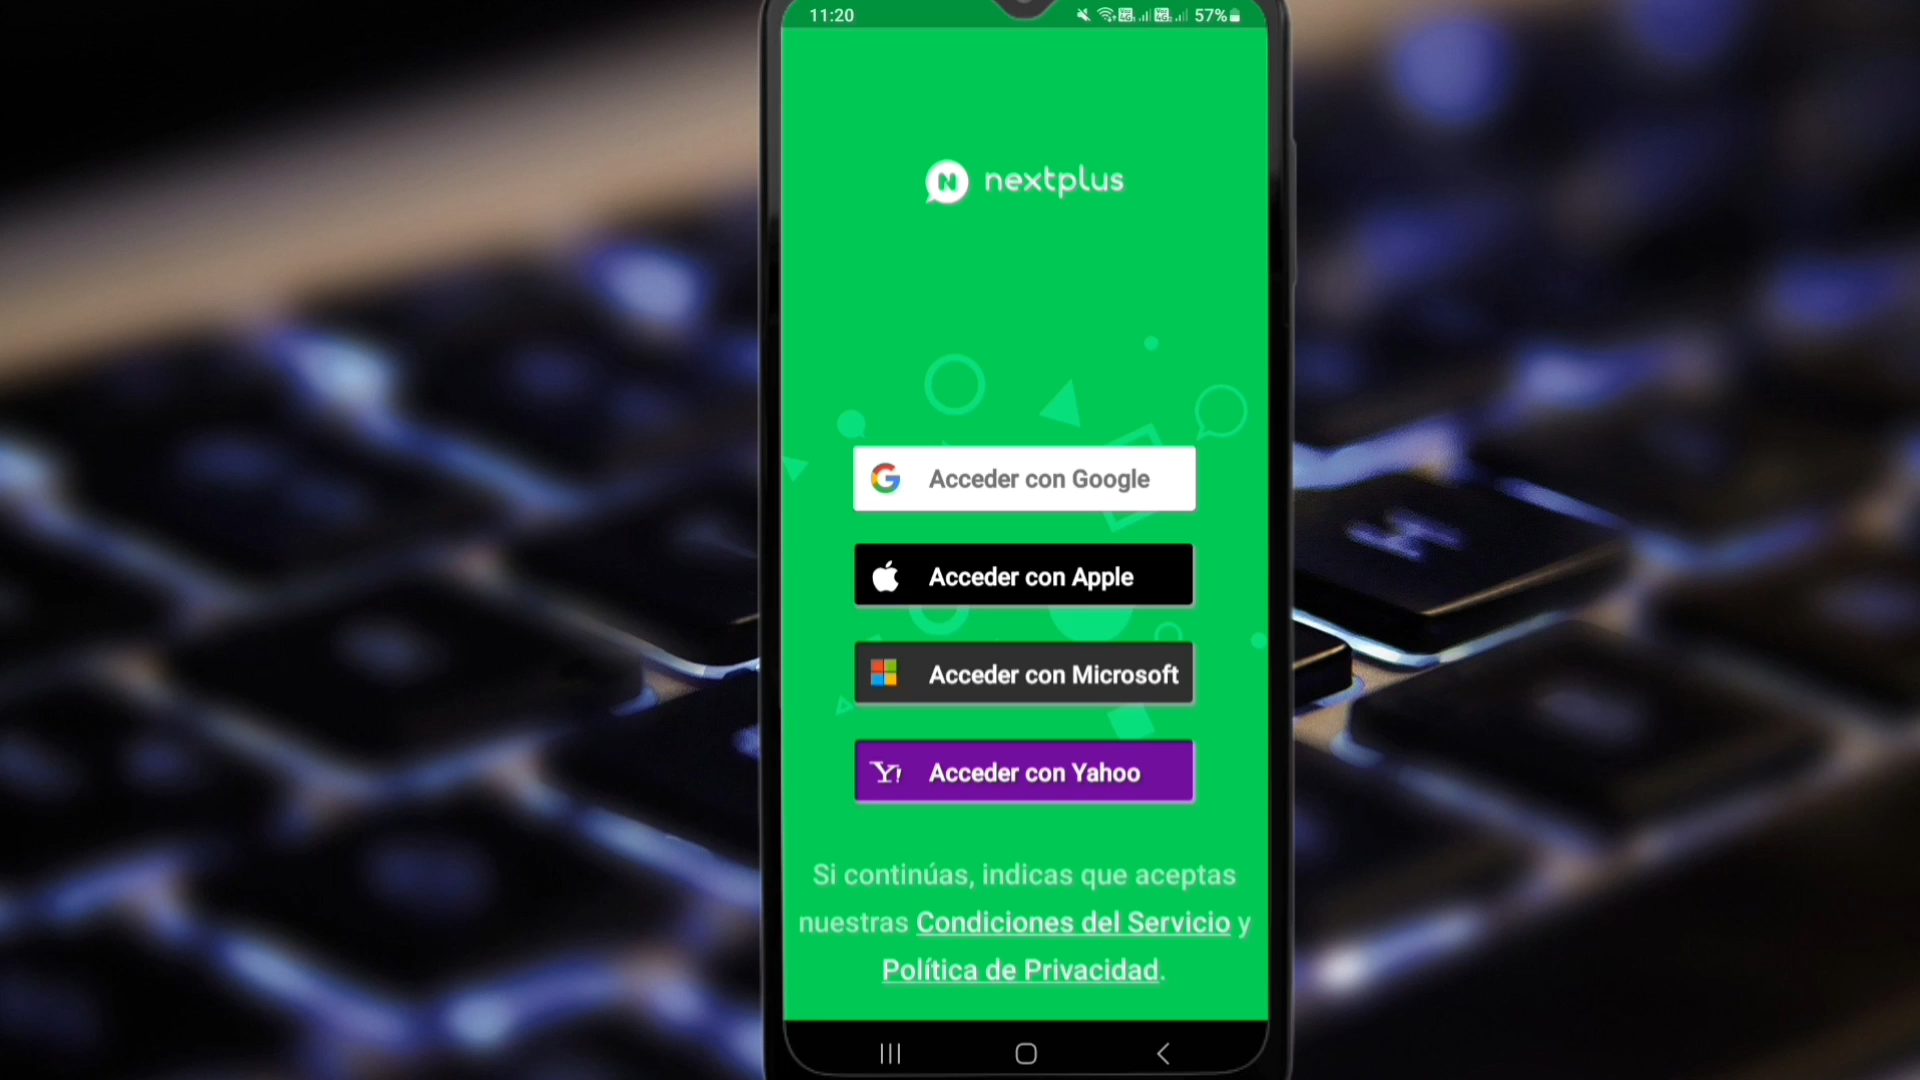 11:20
57%
nextplus
Acceder con Google
Acceder con Apple
Acceder con Microsoft
Acceder con Yahoo
Si continúas, indicas que aceptas
nuestras Condiciones del Servicio y
Política de Privacidad.